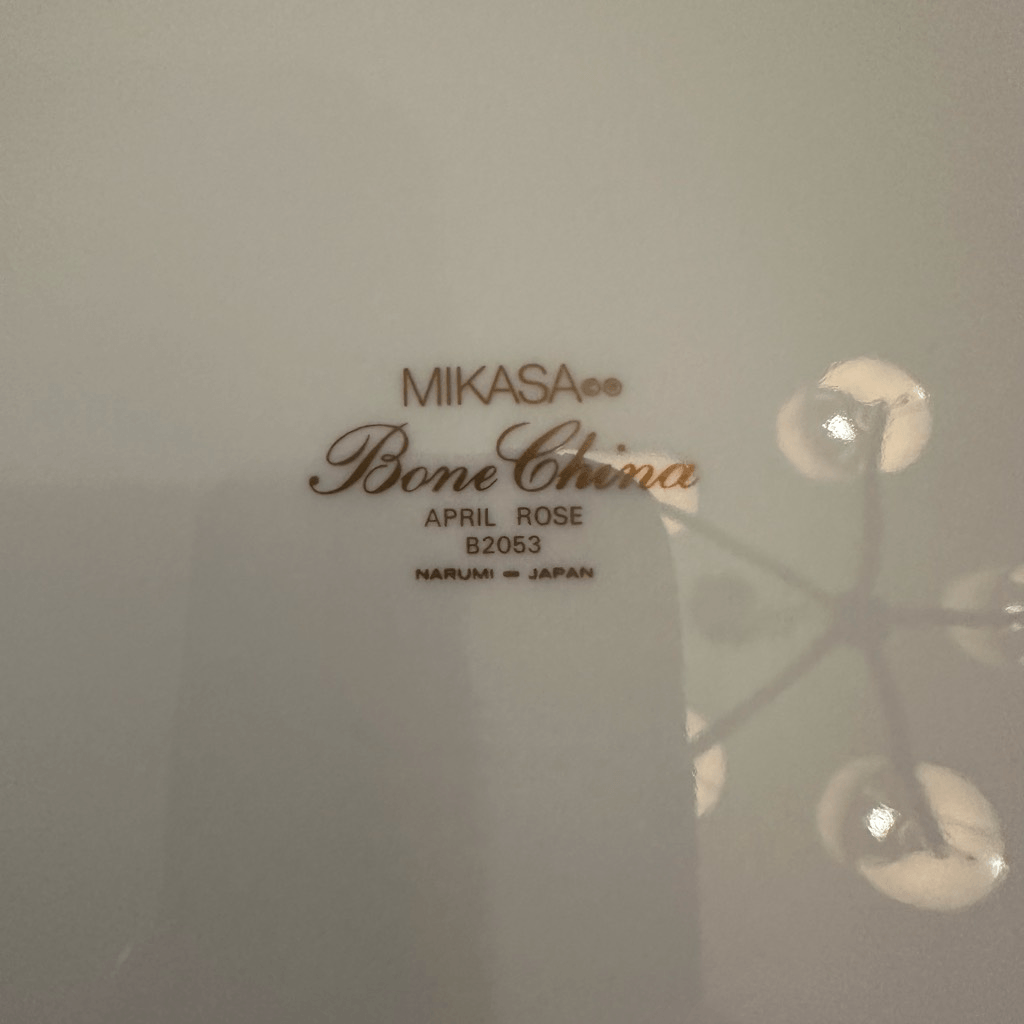 MIKASA
Bone China
APRIL ROSE
B2053
NARUMI - JAPAN